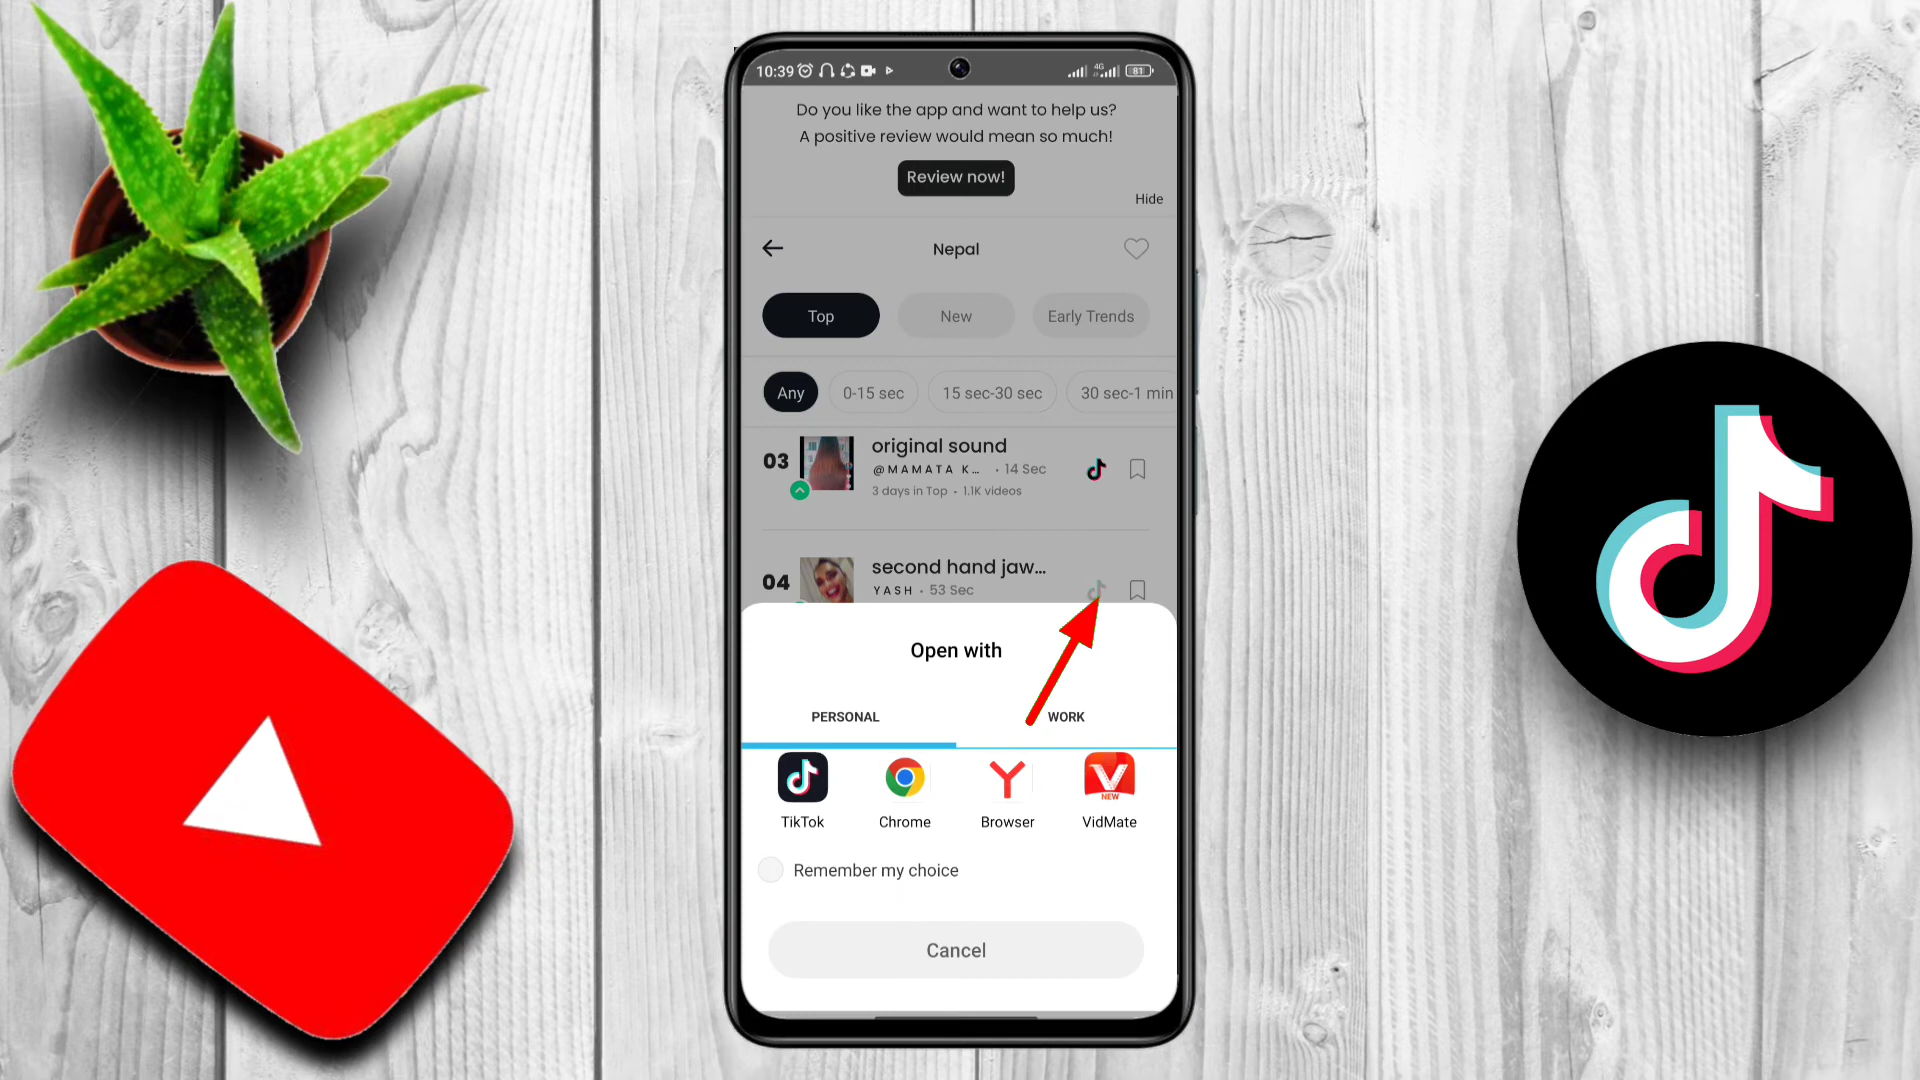 10:39
4G
81
Do you like the app and want to help us?
A positive review would mean so much!
Review now!
Hide
Nepal
Top
New
Early Trends
Any
0-15 sec
15 sec-30 sec
30 sec-1 min
03
original sound
@MAMATA K... • 14 Sec
3 days in Top • 1.1K videos
04
second hand jaw...
YASH • 53 Sec
Open with
PERSONAL
WORK
NEW
TikTok
Chrome
Browser
VidMate
Remember my choice
Cancel